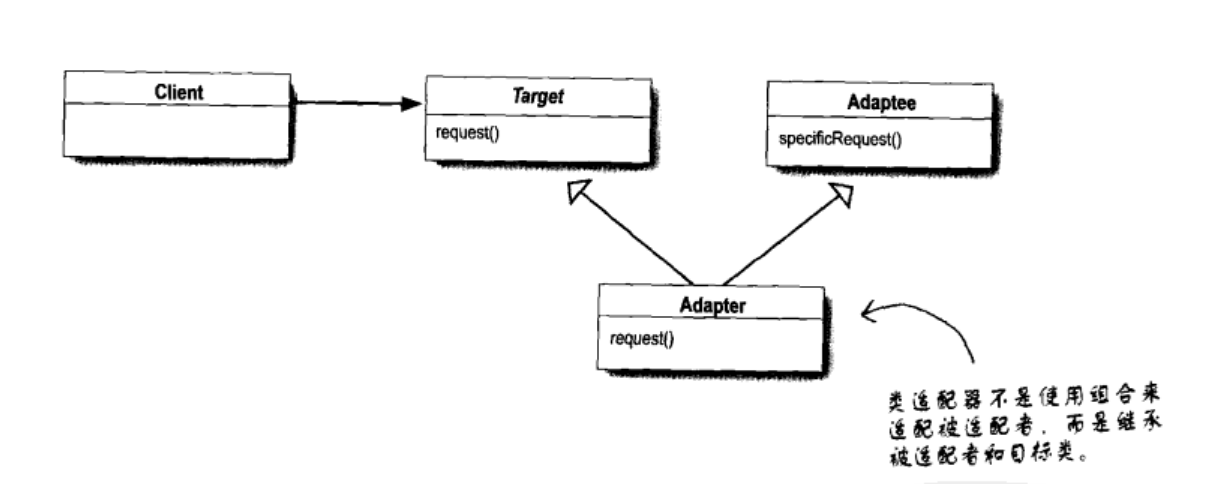 Client
Target
request()
Adaptee
specificRequest()
Adapter
request()
类适配器不是使用组合来
适配被适配者，而是继承
被适配者和目标类。